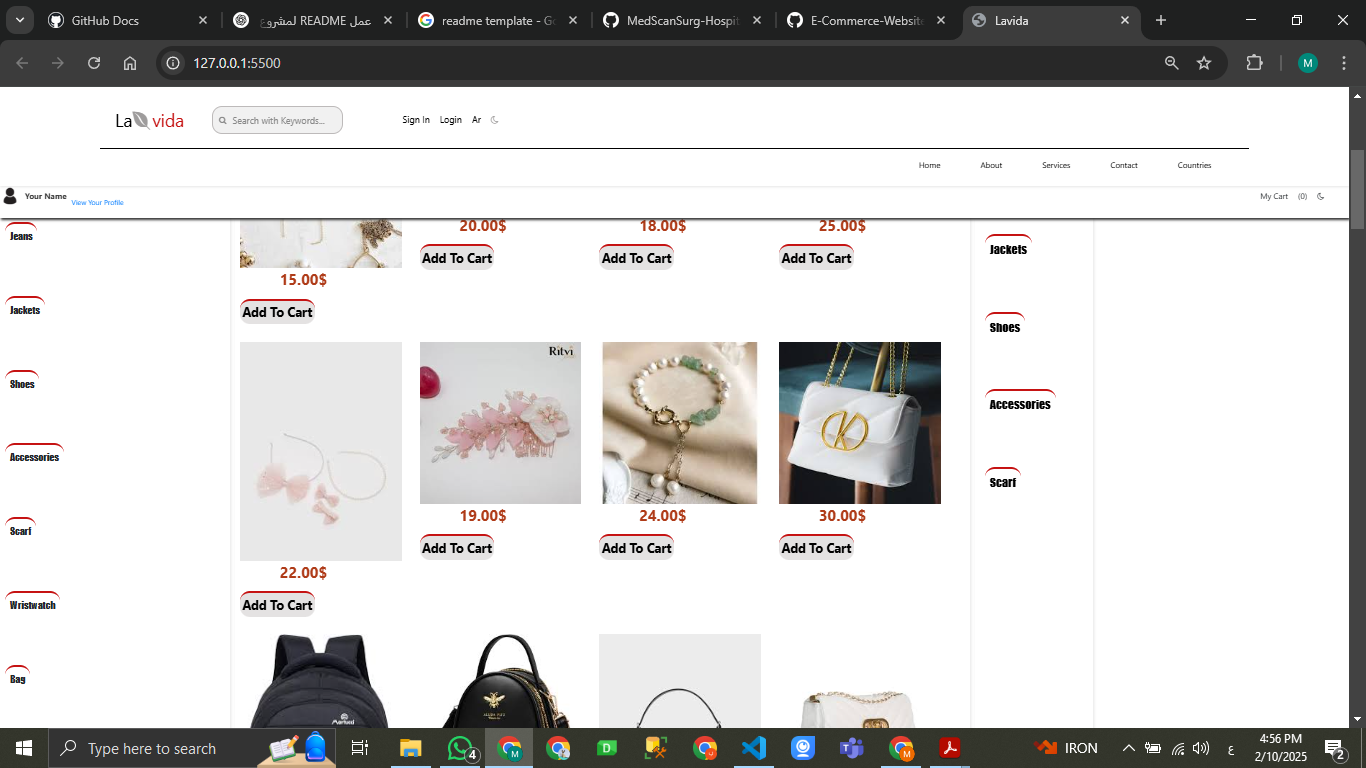 GitHub Docs
عمل README لمشروع
readme template - Go
MedScanSurg-Hospit
E-Commerce-Website
Lavida
127.0.0.1:5500
M
La vida
Search with Keywords...
Sign In Login Ar
Home About Services Contact Countries
Your Name View Your Profile
My Cart (0)
Jeans
Jackets
Shoes
Accessories
Scarf
Wristwatch
Bag
20.00$ 18.00$ 25.00$
Add To Cart Add To Cart Add To Cart
15.00$
Add To Cart
Ritvi
19.00$ 24.00$ 30.00$
Add To Cart Add To Cart Add To Cart
22.00$
Add To Cart
Jackets
Shoes
Accessories
Scarf
Type here to search
4
IRON
ع
4:56 PM
2/10/2025
2